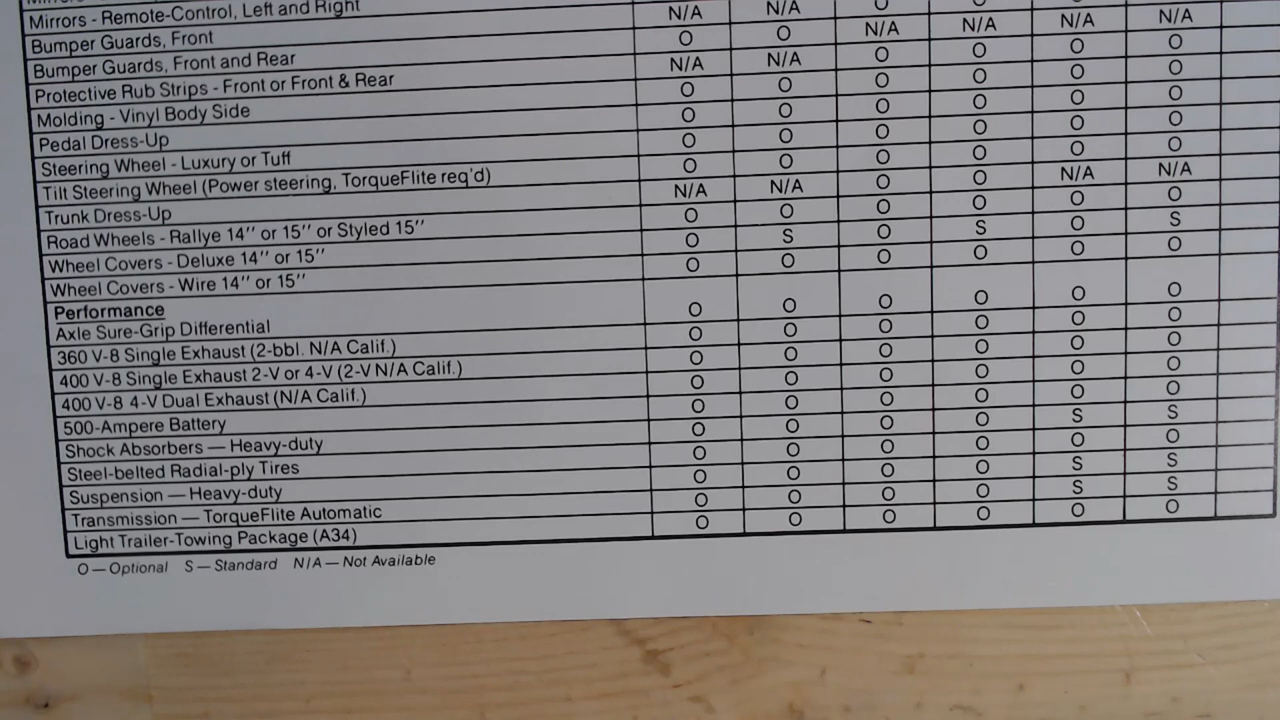 Mirrors - Remote-Control, Left and Right
Bumper Guards, Front N/A N/A O O
Bumper Guards, Front and Rear O O N/A N/A N/A N/A
Protective Rub Strips - Front or Front & Rear N/A N/A O O O O
Molding - Vinyl Body Side O O O O O O
Pedal Dress-Up O O O O O O
Steering Wheel - Luxury or Tuff O O O O O O
Tilt Steering Wheel (Power steering, TorqueFlite req'd) O O O O O O
Trunk Dress-Up N/A N/A O O N/A N/A
Road Wheels - Rallye 14" or 15" or Styled 15" O O O O O O
Wheel Covers - Deluxe 14" or 15" O S O S O S
Wheel Covers - Wire 14" or 15" O O O O O O
Performance
Axle Sure-Grip Differential O O O O O O
360 V-8 Single Exhaust (2-bbl. N/A Calif.) O O O O O O
400 V-8 Single Exhaust 2-V or 4-V (2-V N/A Calif.) O O O O O O
400 V-8 4-V Dual Exhaust (N/A Calif.) O O O O O O
500-Ampere Battery O O O O O O
Shock Absorbers — Heavy-duty O O O O S S
Steel-belted Radial-ply Tires O O O O O O
Suspension — Heavy-duty O O O O S S
Transmission — TorqueFlite Automatic O O O O S S
Light Trailer-Towing Package (A34) O O O O O O
O — Optional S — Standard N/A — Not Available